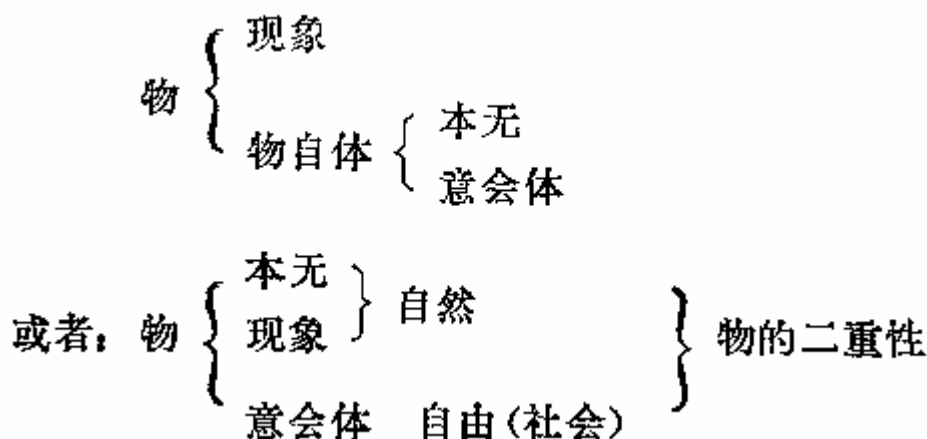 现象
物
物自体 本无
意会体
本无
或者：物 现象 自然 物的二重性
意会体 自由(社会)